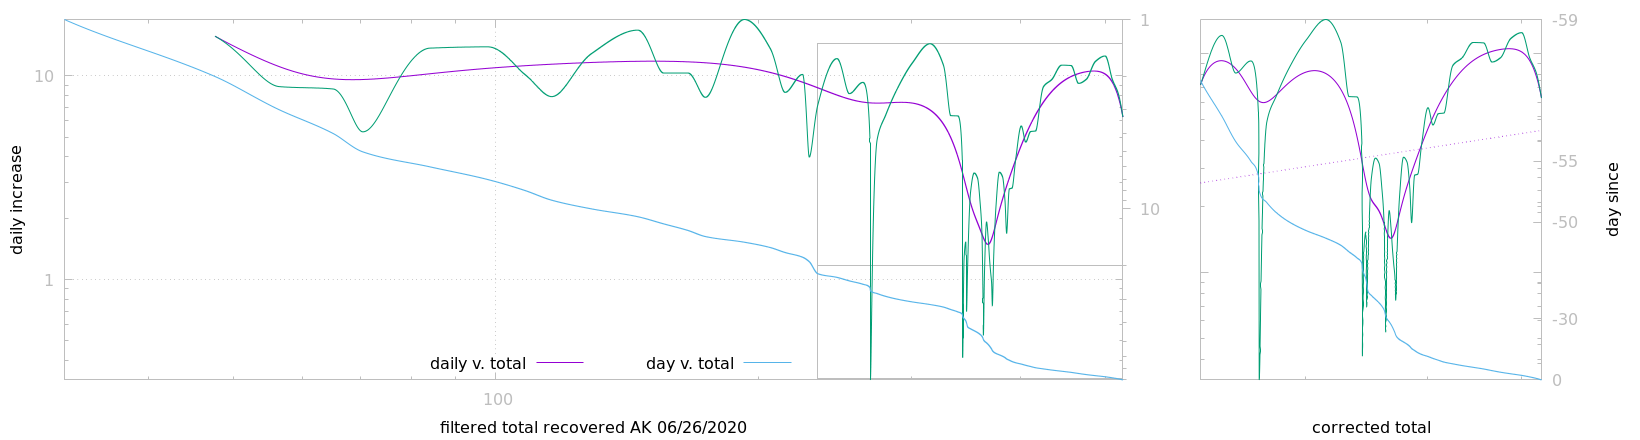 daily increase
10
1
100
daily v. total
day v. total
filtered total recovered AK 06/26/2020
1
10
-59
-55
-50
-30
0
day since
corrected total